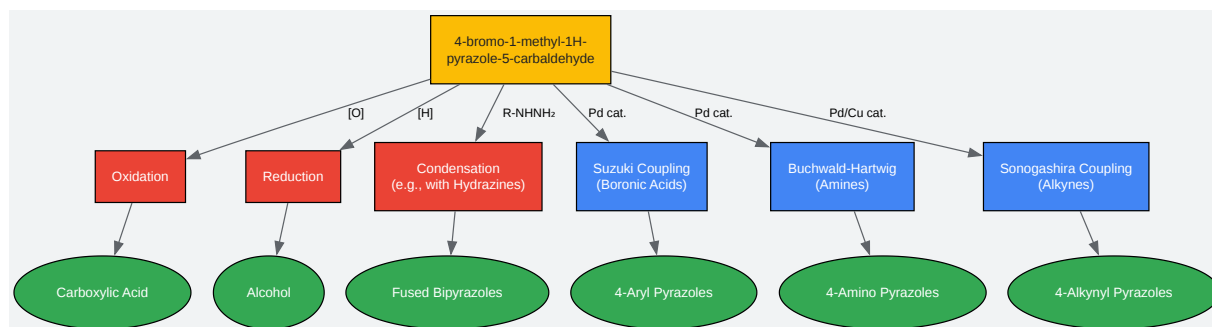 4-bromo-1-methyl-1H-
pyrazole-5-carbaldehyde
[O]
[H]
R-NHNH₂
Pd cat.
Pd cat.
Pd/Cu cat.
Oxidation
Reduction
Condensation
(e.g., with Hydrazines)
Suzuki Coupling
(Boronic Acids)
Buchwald-Hartwig
(Amines)
Sonogashira Coupling
(Alkynes)
Carboxylic Acid
Alcohol
Fused Bipyrazoles
4-Aryl Pyrazoles
4-Amino Pyrazoles
4-Alkynyl Pyrazoles